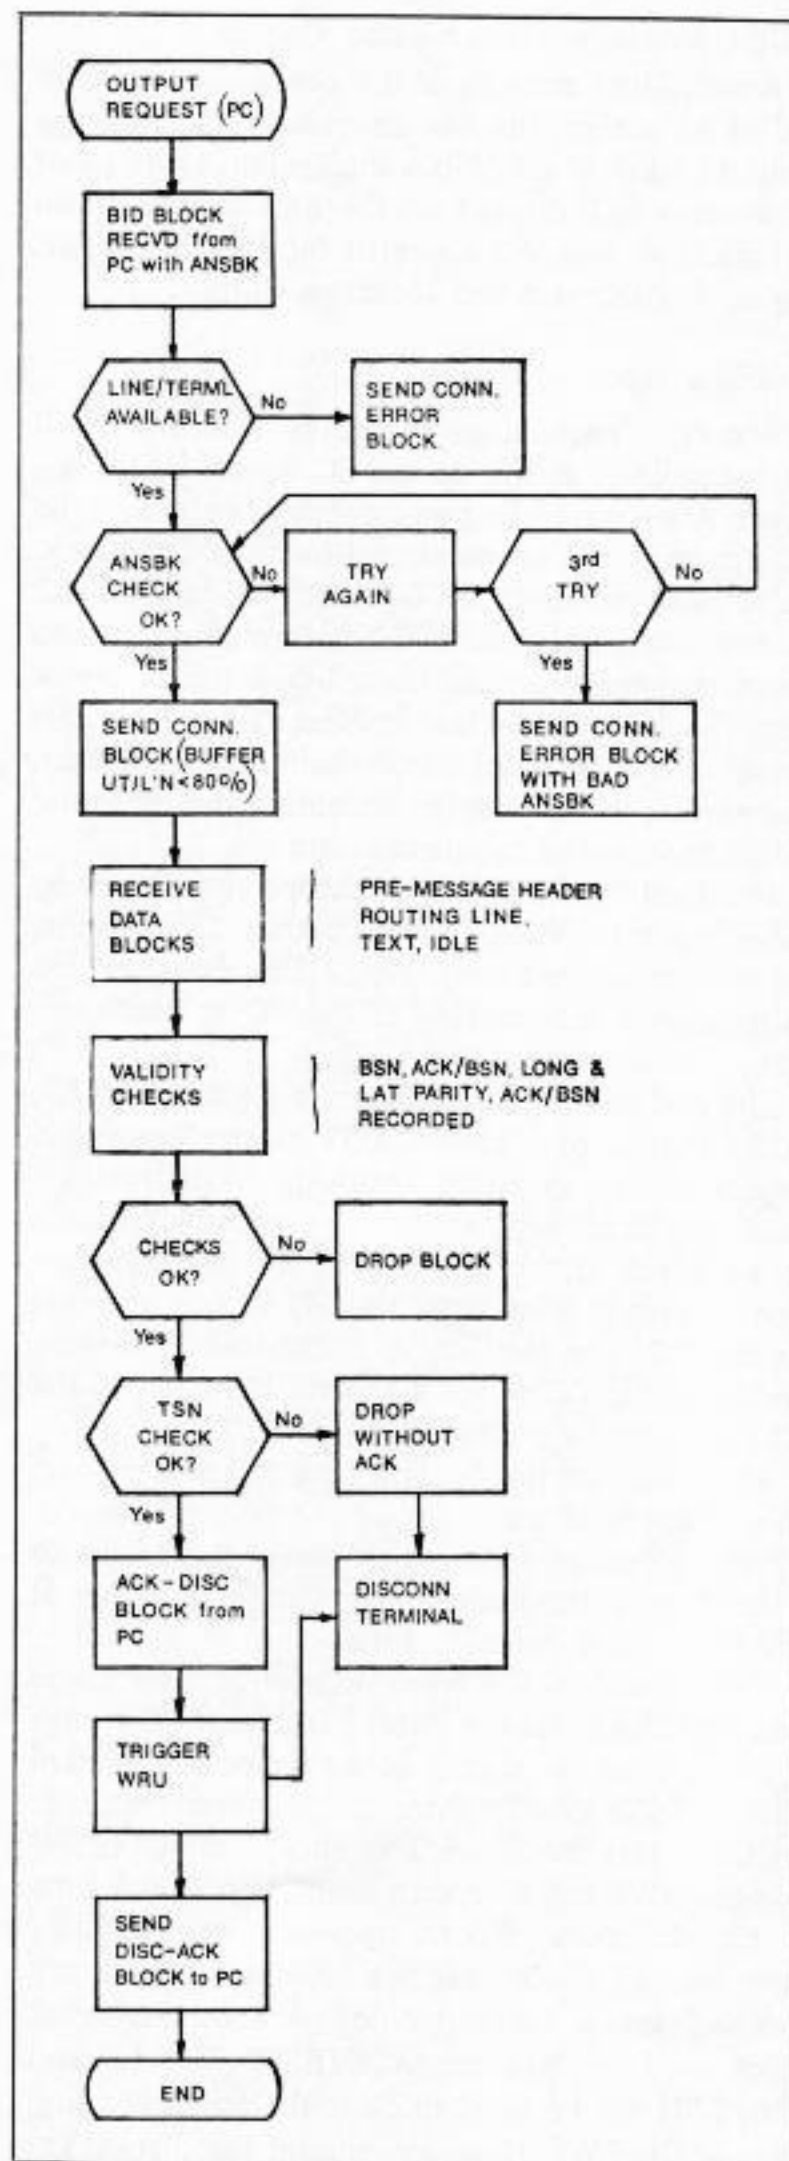 OUTPUT
REQUEST (PC)
BID BLOCK
RECVD from
PC with ANSBK
LINE/TERML
AVAILABLE?
No
SEND CONN.
ERROR
BLOCK
Yes
ANSBK
CHECK
OK?
No
TRY
AGAIN
3rd
TRY
No
Yes
Yes
SEND CONN.
BLOCK (BUFFER
UTIL'N <80%)
SEND CONN.
ERROR BLOCK
WITH BAD
ANSBK
RECEIVE
DATA
BLOCKS
PRE-MESSAGE HEADER
ROUTING LINE,
TEXT, IDLE
VALIDITY
CHECKS
BSN, ACK/BSN, LONG &
LAT PARITY, ACK/BSN
RECORDED
CHECKS
OK?
No
DROP BLOCK
Yes
TSN
CHECK
OK?
No
DROP
WITHOUT
ACK
Yes
ACK-DISC
BLOCK from
PC
DISCONN
TERMINAL
TRIGGER
WRU
SEND
DISC-ACK
BLOCK to PC
END